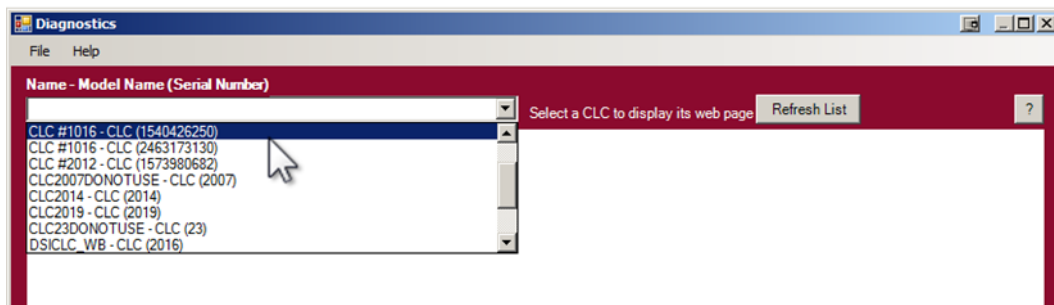 Diagnostics
File Help
Name - Model Name (Serial Number)
Select a CLC to display its web page Refresh List ?
CLC #1016 - CLC (1540426250)
CLC #1016 - CLC (2463173130)
CLC #2012 - CLC (1573980682)
CLC2007DONOTUSE - CLC (2007)
CLC2014 - CLC (2014)
CLC2019 - CLC (2019)
CLC23DONOTUSE - CLC (23)
DSICLC_WB - CLC (2016)